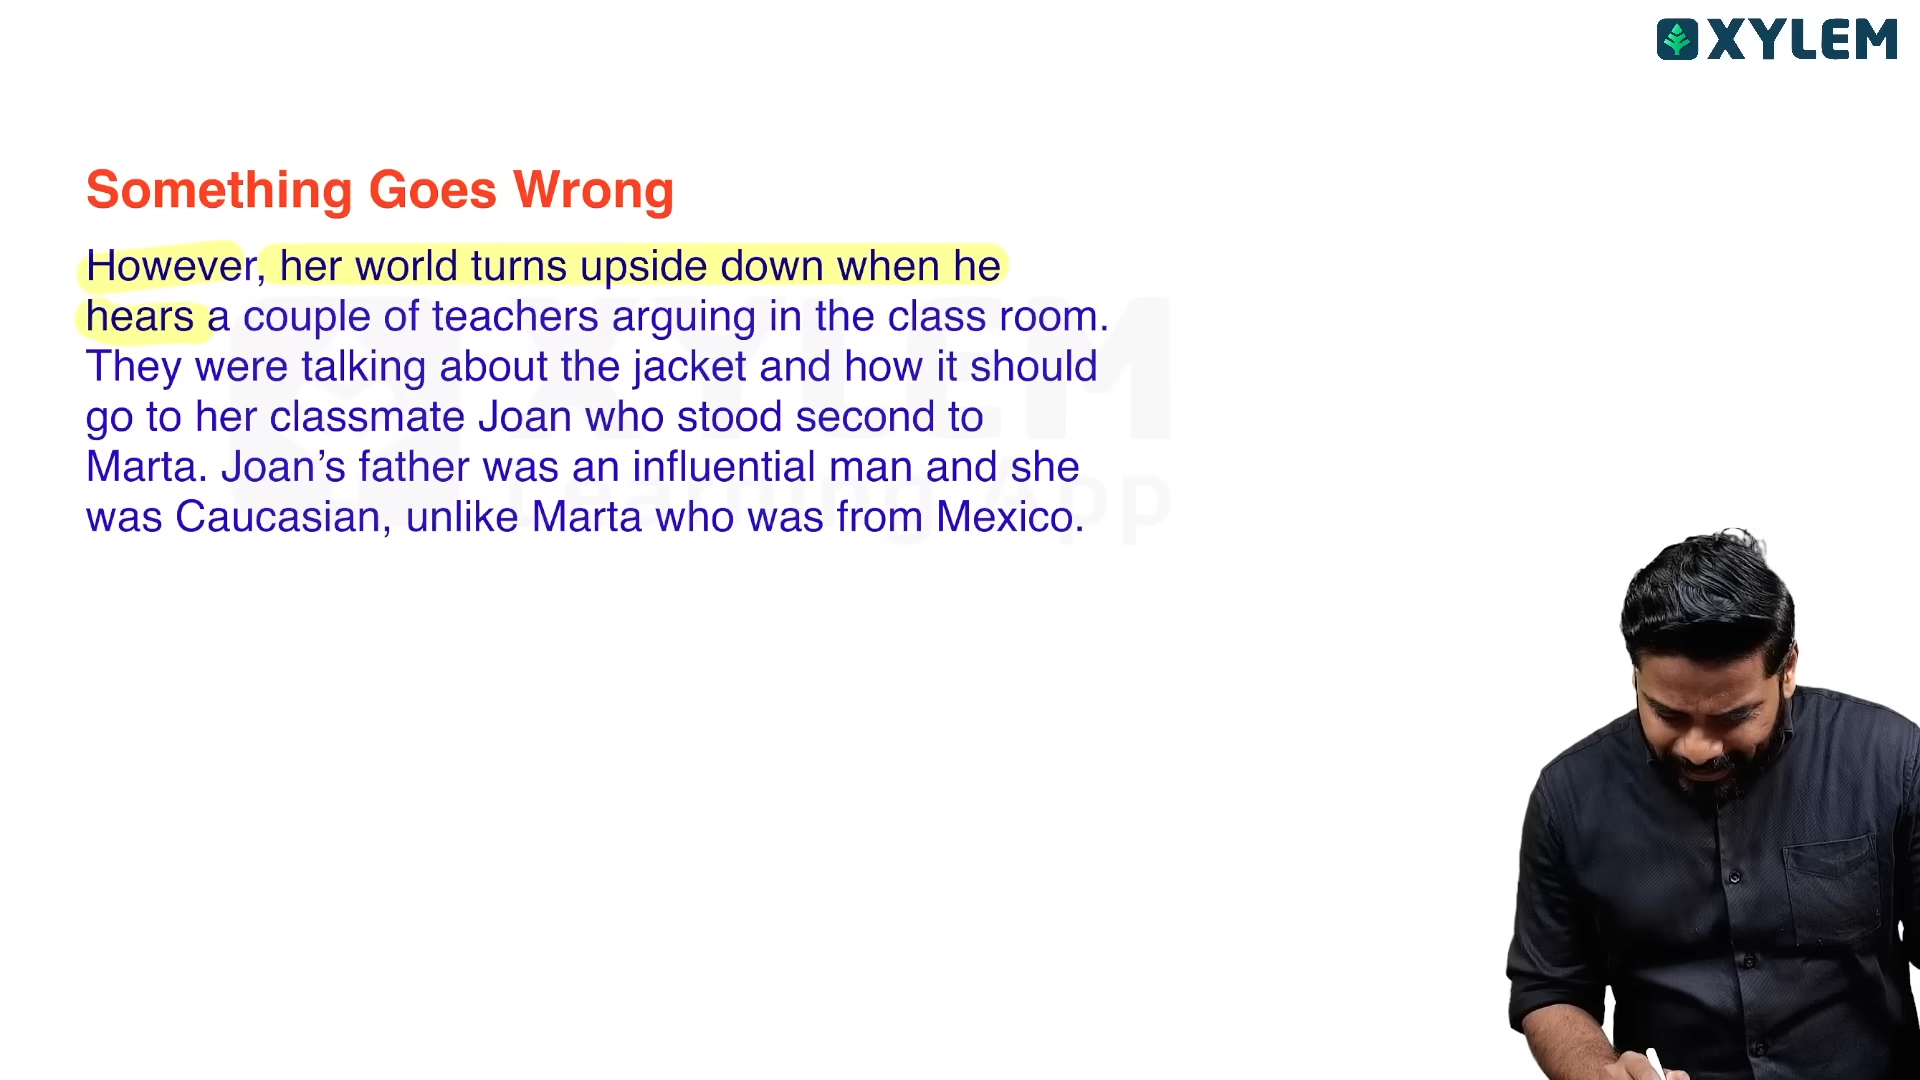 XYLEM
Something Goes Wrong
However, her world turns upside down when he
hears a couple of teachers arguing in the class room.
They were talking about the jacket and how it should
go to her classmate Joan who stood second to
Marta. Joan’s father was an influential man and she
was Caucasian, unlike Marta who was from Mexico.
XYLEM
Learning App